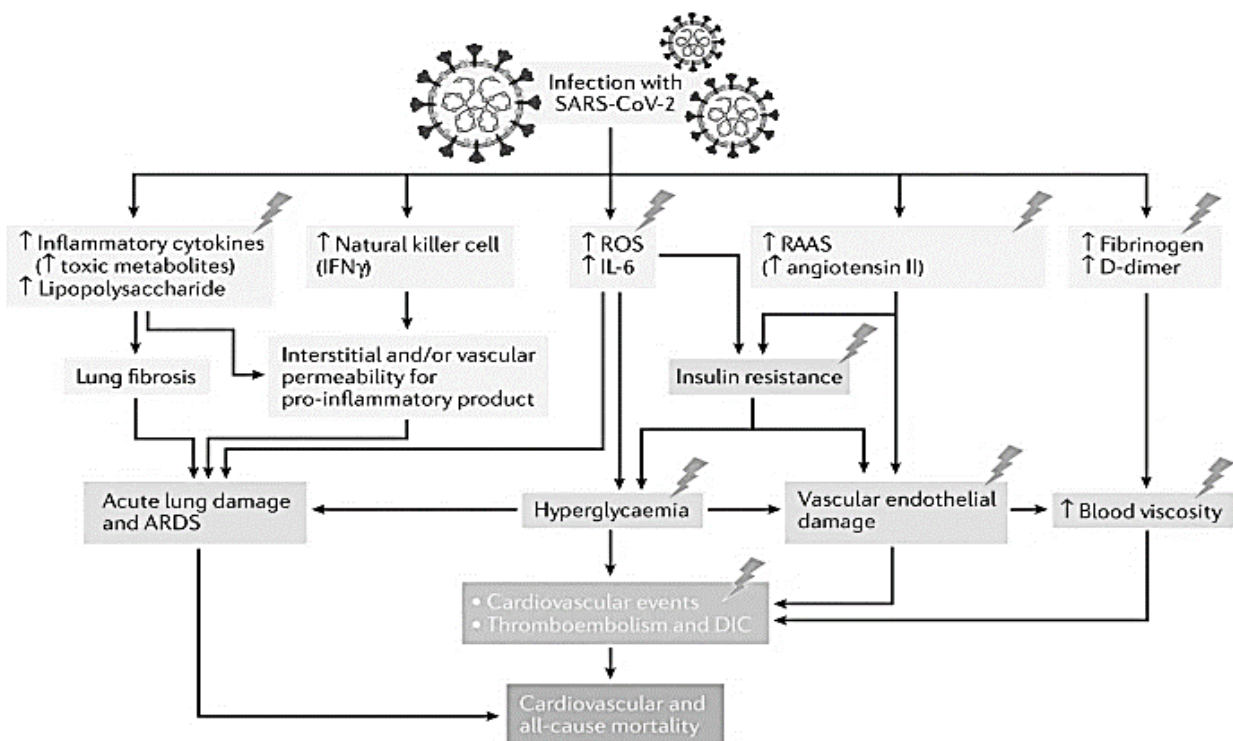 Infection with
SARS-CoV-2
↑ Inflammatory cytokines
(↑ toxic metabolites)
↑ Lipopolysaccharide
↑ Natural killer cell
(IFNγ)
↑ ROS
↑ IL-6
↑ RAAS
(↑ angiotensin II)
↑ Fibrinogen
↑ D-dimer
Lung fibrosis
Interstitial and/or vascular
permeability for
pro-inflammatory product
Insulin resistance
Acute lung damage
and ARDS
Hyperglycaemia
Vascular endothelial
damage
↑ Blood viscosity
• Cardiovascular events
• Thromboembolism and DIC
Cardiovascular and
all-cause mortality